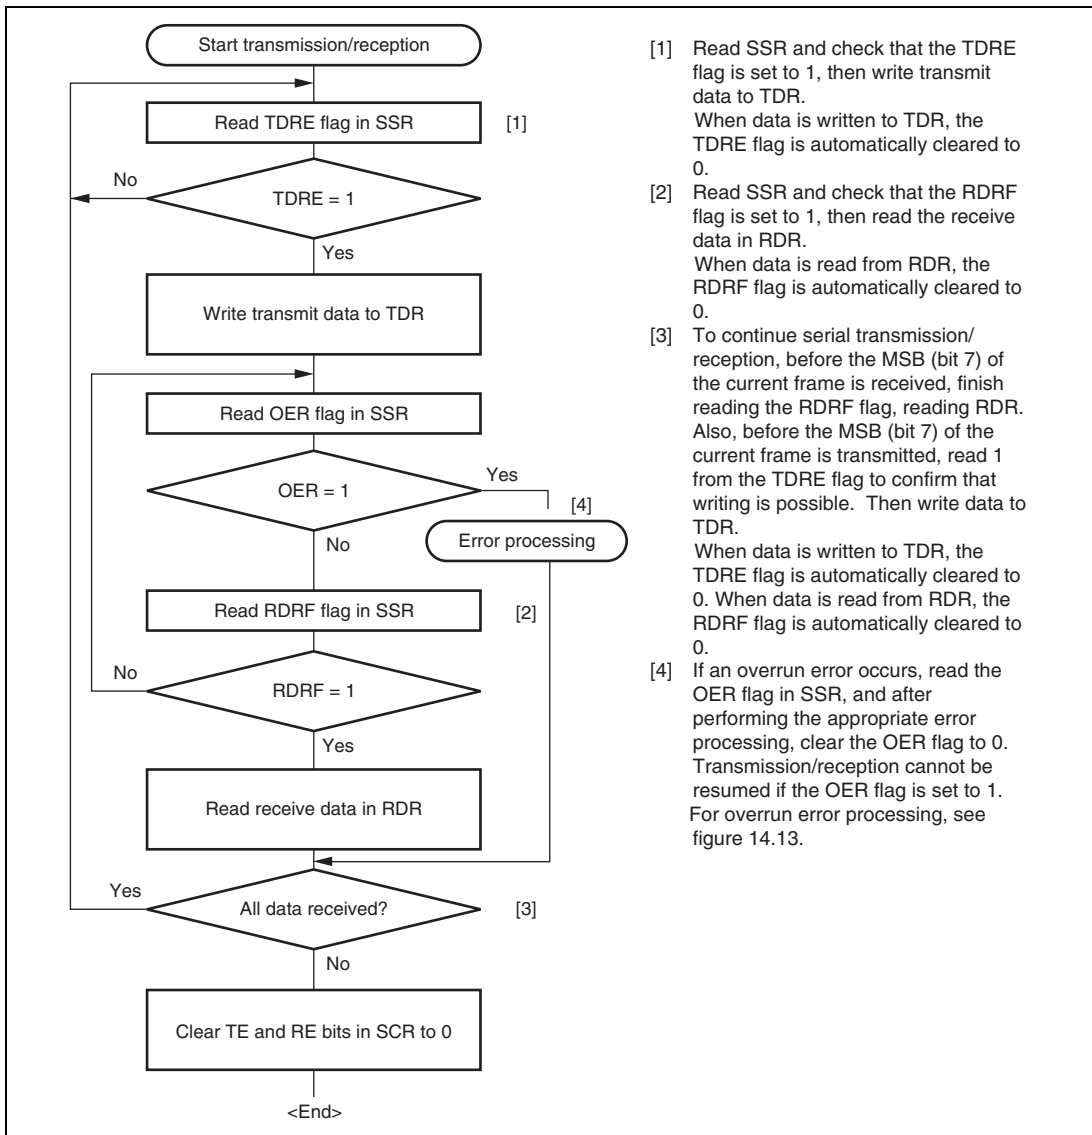 Start transmission/reception
Read TDRE flag in SSR
[1]
No
TDRE = 1
Yes
Write transmit data to TDR
Read OER flag in SSR
OER = 1
Yes
[4]
No
Error processing
Read RDRF flag in SSR
[2]
No
RDRF = 1
Yes
Read receive data in RDR
Yes
All data received?
[3]
No
Clear TE and RE bits in SCR to 0
<End>
[1] Read SSR and check that the TDRE
flag is set to 1, then write transmit
data to TDR.
When data is written to TDR, the
TDRE flag is automatically cleared to
0.
[2] Read SSR and check that the RDRF
flag is set to 1, then read the receive
data in RDR.
When data is read from RDR, the
RDRF flag is automatically cleared to
0.
[3] To continue serial transmission/
reception, before the MSB (bit 7) of
the current frame is received, finish
reading the RDRF flag, reading RDR.
Also, before the MSB (bit 7) of the
current frame is transmitted, read 1
from the TDRE flag to confirm that
writing is possible. Then write data to
TDR.
When data is written to TDR, the
TDRE flag is automatically cleared to
0. When data is read from RDR, the
RDRF flag is automatically cleared to
0.
[4] If an overrun error occurs, read the
OER flag in SSR, and after
performing the appropriate error
processing, clear the OER flag to 0.
Transmission/reception cannot be
resumed if the OER flag is set to 1.
For overrun error processing, see
figure 14.13.